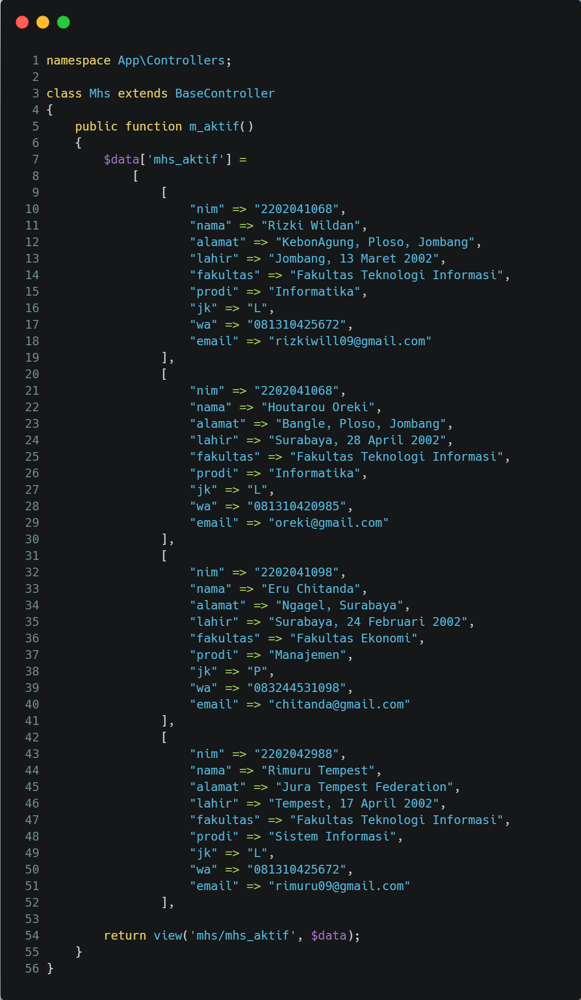 1 namespace App\Controllers;
2
3 class Mhs extends BaseController
4 {
5     public function m_aktif()
6     {
7         $data['mhs_aktif'] =
8             [
9                 [
10                     "nim" => "2202041068",
11                     "nama" => "Rizki Wildan",
12                     "alamat" => "KebonAgung, Ploso, Jombang",
13                     "lahir" => "Jombang, 13 Maret 2002",
14                     "fakultas" => "Fakultas Teknologi Informasi",
15                     "prodi" => "Informatika",
16                     "jk" => "L",
17                     "wa" => "081310425672",
18                     "email" => "rizkiwill09@gmail.com"
19                 ],
20                 [
21                     "nim" => "2202041068",
22                     "nama" => "Houtarou Oreki",
23                     "alamat" => "Bangle, Ploso, Jombang",
24                     "lahir" => "Surabaya, 28 April 2002",
25                     "fakultas" => "Fakultas Teknologi Informasi",
26                     "prodi" => "Informatika",
27                     "jk" => "L",
28                     "wa" => "081310420985",
29                     "email" => "oreki@gmail.com"
30                 ],
31                 [
32                     "nim" => "2202041098",
33                     "nama" => "Eru Chitanda",
34                     "alamat" => "Ngagel, Surabaya",
35                     "lahir" => "Surabaya, 24 Februari 2002",
36                     "fakultas" => "Fakultas Ekonomi",
37                     "prodi" => "Manajemen",
38                     "jk" => "P",
39                     "wa" => "083244531098",
40                     "email" => "chitanda@gmail.com"
41                 ],
42                 [
43                     "nim" => "2202042988",
44                     "nama" => "Rimuru Tempest",
45                     "alamat" => "Jura Tempest Federation",
46                     "lahir" => "Tempest, 17 April 2002",
47                     "fakultas" => "Fakultas Teknologi Informasi",
48                     "prodi" => "Sistem Informasi",
49                     "jk" => "L",
50                     "wa" => "081310425672",
51                     "email" => "rimuru09@gmail.com"
52                 ],
53
54         return view('mhs/mhs_aktif', $data);
55     }
56 }